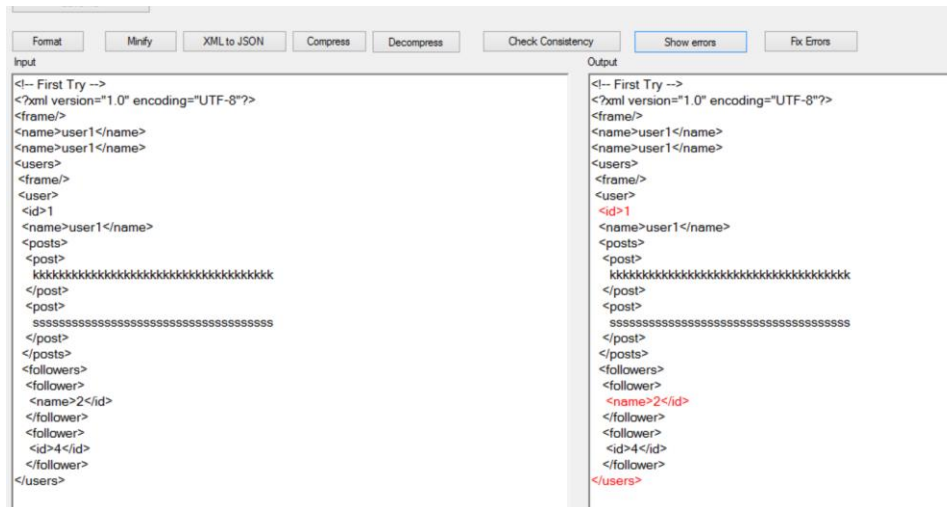 Format Minify XML to JSON Compress Decompress Check Consistency Show errors Fix Errors
Input
<!-- First Try -->
<?xml version="1.0" encoding="UTF-8"?>
<frame/>
<name>user1</name>
<name>user1</name>
<users>
<frame/>
<user>
<id>1
<name>user1</name>
<posts>
<post>
kkkkkkkkkkkkkkkkkkkkkkkkkkkkkkkkkkkkk
</post>
<post>
sssssssssssssssssssssssssssssssssssss
</post>
</posts>
<followers>
<follower>
<name>2</id>
</follower>
<follower>
<id>4</id>
</follower>
</users>
Output
<!-- First Try -->
<?xml version="1.0" encoding="UTF-8"?>
<frame/>
<name>user1</name>
<name>user1</name>
<users>
<frame/>
<user>
<id>1
<name>user1</name>
<posts>
<post>
kkkkkkkkkkkkkkkkkkkkkkkkkkkkkkkkkkkkk
</post>
<post>
sssssssssssssssssssssssssssssssssssss
</post>
</posts>
<followers>
<follower>
<name>2</id>
</follower>
<follower>
<id>4</id>
</follower>
</users>